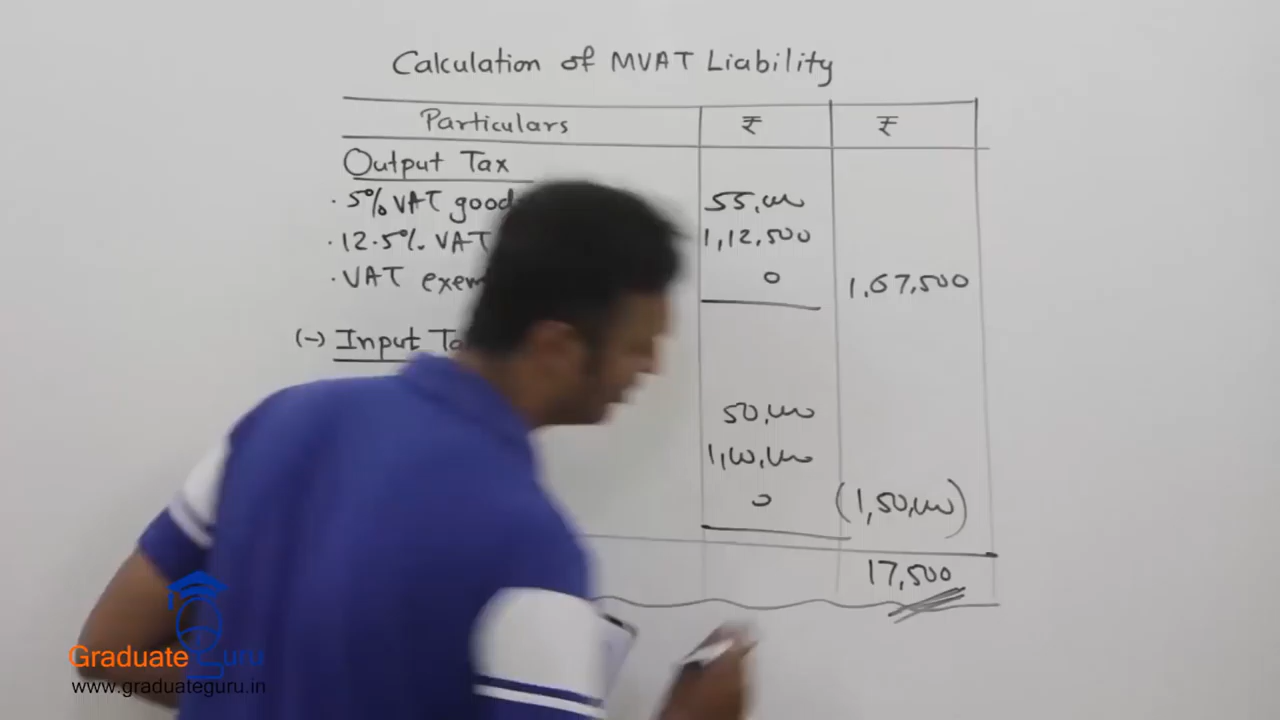 Calculation of MVAT Liability
Particulars ₹ ₹
Output Tax
· 5% VAT good 55,000
· 12.5% VAT 1,12,500
· VAT exem 0 1,67,500
(-) Input Ta
50,000
1,00,000
0 (1,50,000)
17,500
GraduateGuru
www.graduateguru.in